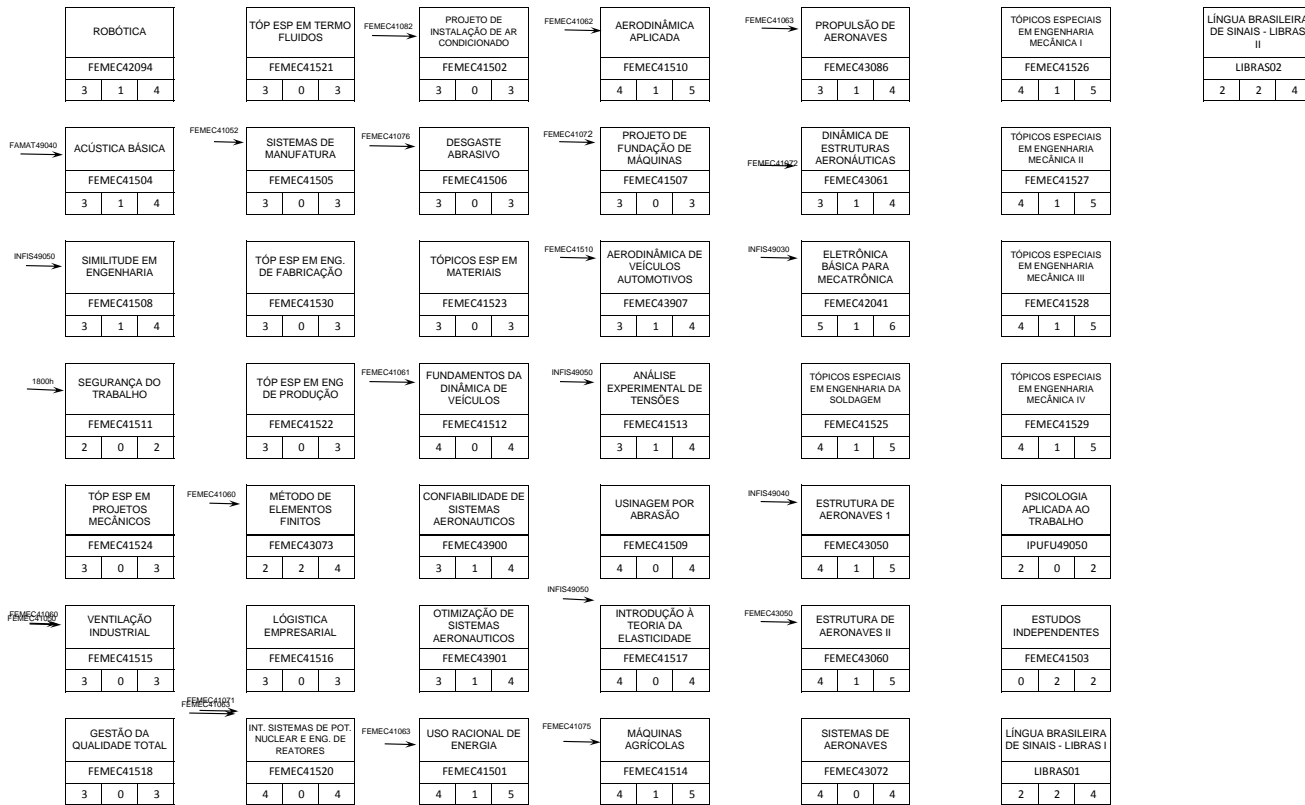 ROBÓTICA
FEMEC42094
3 1 4
TÓP ESP EM TERMO
FLUIDOS
FEMEC41521
3 0 3
FEMEC41082
PROJETO DE
INSTALAÇÃO DE AR
CONDICIONADO
FEMEC41502
3 0 3
FEMEC41062
AERODINÂMICA
APLICADA
FEMEC41510
4 1 5
FEMEC41063
PROPULSÃO DE
AERONAVES
FEMEC43086
3 1 4
TÓPICOS ESPECIAIS
EM ENGENHARIA
MECÂNICA I
FEMEC41526
4 1 5
LÍNGUA BRASILEIRA
DE SINAIS - LIBRAS
II
LIBRAS02
2 2 4
FAMAT49040
ACÚSTICA BÁSICA
FEMEC41504
3 1 4
FEMEC41052
SISTEMAS DE
MANUFATURA
FEMEC41505
3 0 3
FEMEC41076
DESGASTE
ABRASIVO
FEMEC41506
3 0 3
FEMEC41072
PROJETO DE
FUNDAÇÃO DE
MÁQUINAS
FEMEC41507
3 0 3
FEMEC41072
DINÂMICA DE
ESTRUTURAS
AERONÁUTICAS
FEMEC43061
3 1 4
TÓPICOS ESPECIAIS
EM ENGENHARIA
MECÂNICA II
FEMEC41527
4 1 5
INFIS49050
SIMILITUDE EM
ENGENHARIA
FEMEC41508
3 1 4
TÓP ESP EM ENG.
DE FABRICAÇÃO
FEMEC41530
3 0 3
TÓPICOS ESP EM
MATERIAIS
FEMEC41523
3 0 3
FEMEC41510
AERODINÂMICA DE
VEÍCULOS
AUTOMOTIVOS
FEMEC43907
3 1 4
INFIS49030
ELETRÔNICA
BÁSICA PARA
MECATRÔNICA
FEMEC42041
5 1 6
TÓPICOS ESPECIAIS
EM ENGENHARIA
MECÂNICA III
FEMEC41528
4 1 5
1800h
SEGURANÇA DO
TRABALHO
FEMEC41511
2 0 2
TÓP ESP EM ENG
DE PRODUÇÃO
FEMEC41522
3 0 3
FEMEC41061
FUNDAMENTOS DA
DINÂMICA DE
VEÍCULOS
FEMEC41512
4 0 4
INFIS49050
ANÁLISE
EXPERIMENTAL DE
TENSÕES
FEMEC41513
3 1 4
TÓPICOS ESPECIAIS
EM ENGENHARIA DA
SOLDAGEM
FEMEC41525
4 1 5
TÓPICOS ESPECIAIS
EM ENGENHARIA
MECÂNICA IV
FEMEC41529
4 1 5
TÓP ESP EM
PROJETOS
MECÂNICOS
FEMEC41524
3 0 3
FEMEC41060
MÉTODO DE
ELEMENTOS
FINITOS
FEMEC43073
2 2 4
CONFIABILIDADE DE
SISTEMAS
AERONAUTICOS
FEMEC43900
3 1 4
USINAGEM POR
ABRASÃO
FEMEC41509
4 0 4
INFIS49040
ESTRUTURA DE
AERONAVES 1
FEMEC43050
4 1 5
PSICOLOGIA
APLICADA AO
TRABALHO
IPUFU49050
2 0 2
FEMEC41060
VENTILAÇÃO
INDUSTRIAL
FEMEC41515
3 0 3
LÓGISTICA
EMPRESARIAL
FEMEC41516
3 0 3
OTIMIZAÇÃO DE
SISTEMAS
AERONAUTICOS
FEMEC43901
3 1 4
INFIS49050
INTRODUÇÃO À
TEORIA DA
ELASTICIDADE
FEMEC41517
4 0 4
FEMEC43050
ESTRUTURA DE
AERONAVES II
FEMEC43060
4 1 5
ESTUDOS
INDEPENDENTES
FEMEC41503
0 2 2
GESTÃO DA
QUALIDADE TOTAL
FEMEC41518
3 0 3
FEMEC41071
FEMEC41063
INT. SISTEMAS DE POT.
NUCLEAR E ENG. DE
REATORES
FEMEC41520
4 0 4
FEMEC41063
USO RACIONAL DE
ENERGIA
FEMEC41501
4 1 5
FEMEC41075
MÁQUINAS
AGRÍCOLAS
FEMEC41514
4 1 5
SISTEMAS DE
AERONAVES
FEMEC43072
4 0 4
LÍNGUA BRASILEIRA
DE SINAIS - LIBRAS I
LIBRAS01
2 2 4